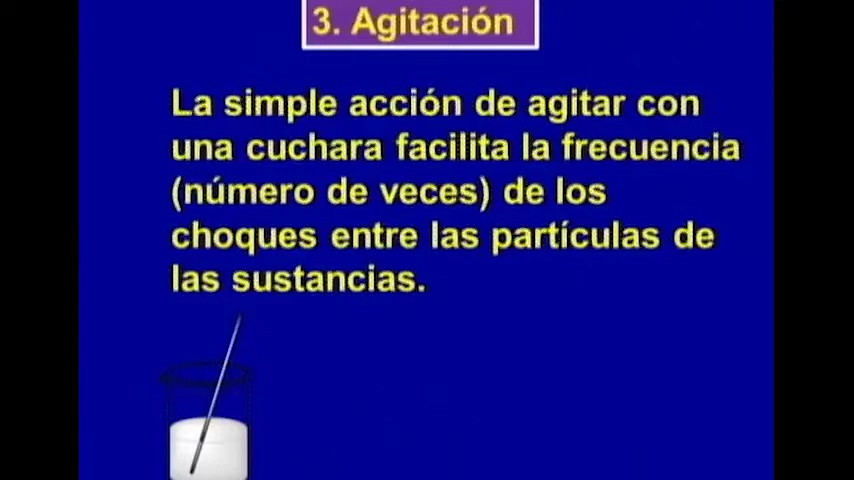 3. Agitación
La simple acción de agitar con
una cuchara facilita la frecuencia
(número de veces) de los
choques entre las partículas de
las sustancias.